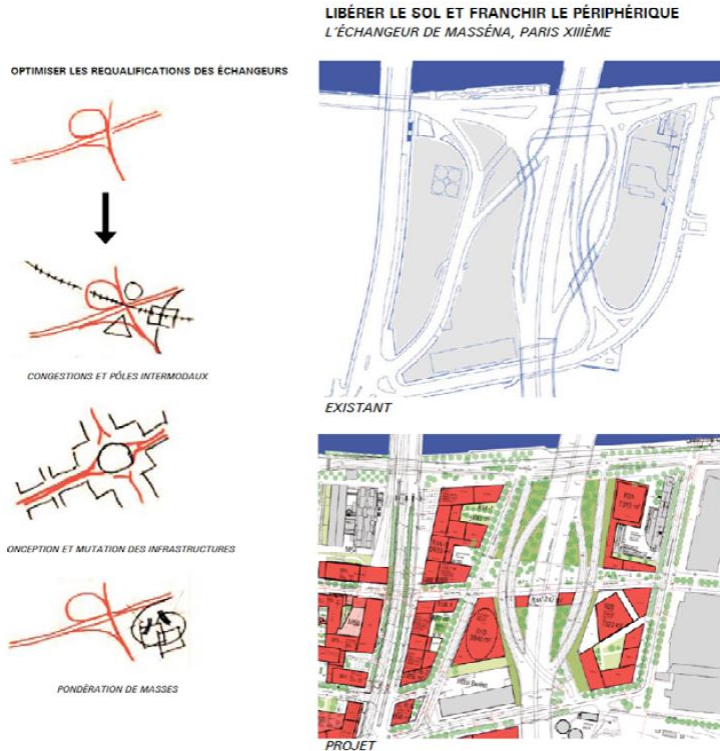 LIBÉRER LE SOL ET FRANCHIR LE PÉRIPHÉRIQUE
L'ÉCHANGEUR DE MASSÉNA, PARIS XIIIÈME
OPTIMISER LES REQUALIFICATIONS DES ÉCHANGEURS
CONGESTIONS ET PÔLES INTERMODAUX
ONCEPTION ET MUTATION DES INFRASTRUCTURES
PONDÉRATION DE MASSES
EXISTANT
PROJET